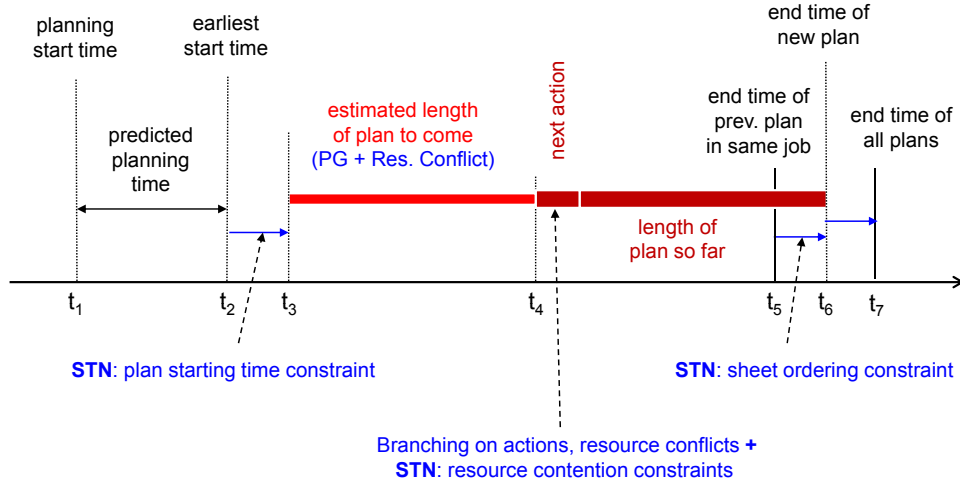 planning
start time
earliest
start time
predicted
planning
time
estimated length
of plan to come
(PG + Res. Conflict)
next action
end time of
prev. plan
in same job
end time of
new plan
end time of
all plans
length of
plan so far
t1
t2
t3
t4
t5
t6
t7
STN: plan starting time constraint
STN: sheet ordering constraint
Branching on actions, resource conflicts +
STN: resource contention constraints